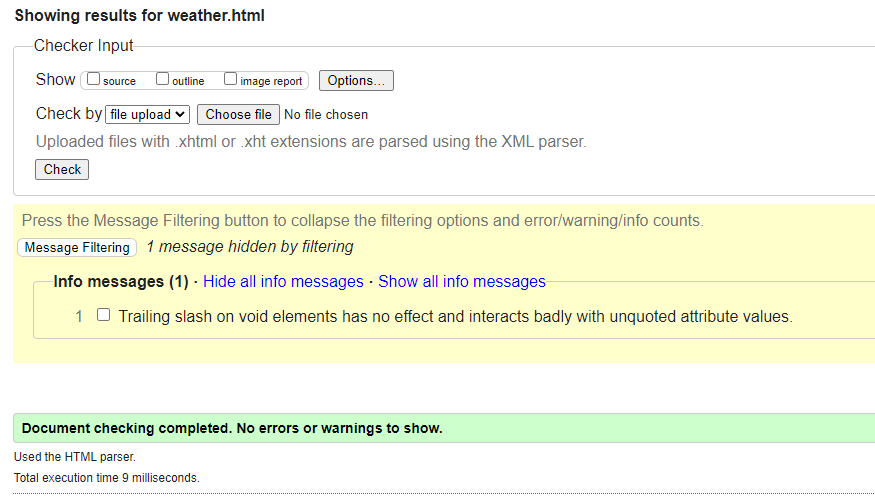 Showing results for weather.html
Checker Input
Show source outline image report Options...
Check by file upload Choose file No file chosen
Uploaded files with .xhtml or .xht extensions are parsed using the XML parser.
Check
Press the Message Filtering button to collapse the filtering options and error/warning/info counts.
Message Filtering 1 message hidden by filtering
Info messages (1) · Hide all info messages · Show all info messages
1 Trailing slash on void elements has no effect and interacts badly with unquoted attribute values.
Document checking completed. No errors or warnings to show.
Used the HTML parser.
Total execution time 9 milliseconds.